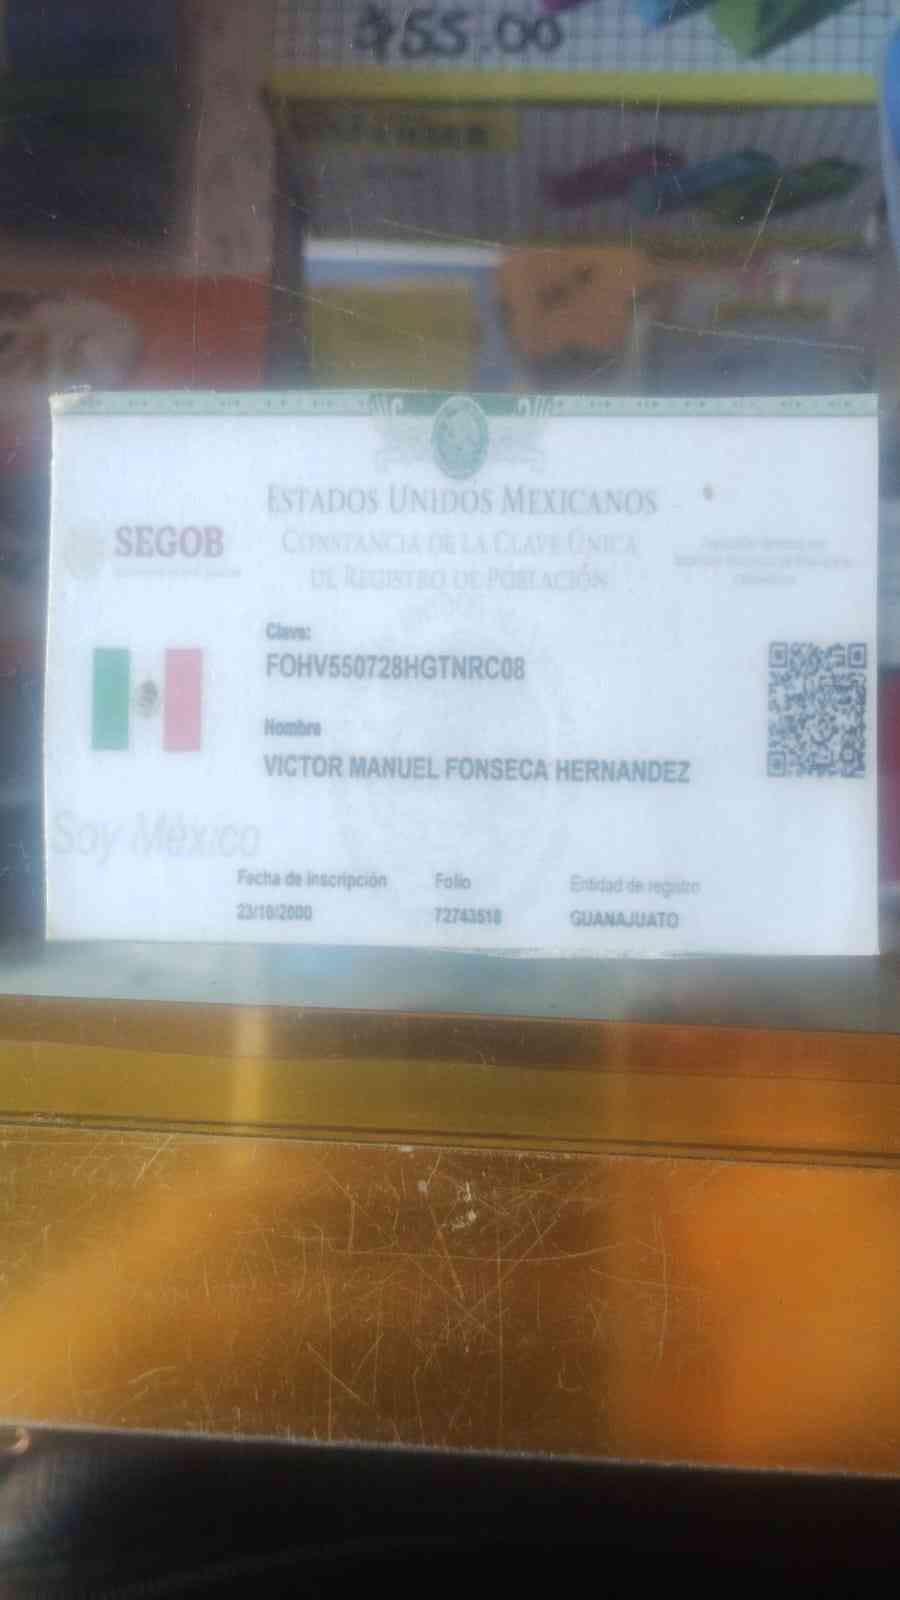 $55.00
ESTADOS UNIDOS MEXICANOS
SEGOB
CONSTANCIA DE LA CLAVE ÚNICA
DE REGISTRO DE POBLACIÓN
Clave:
FOHV550728HGTNRC08
Nombre
VICTOR MANUEL FONSECA HERNANDEZ
Soy México
Fecha de inscripción Folio Entidad de registro
23/10/2000 72743518 GUANAJUATO